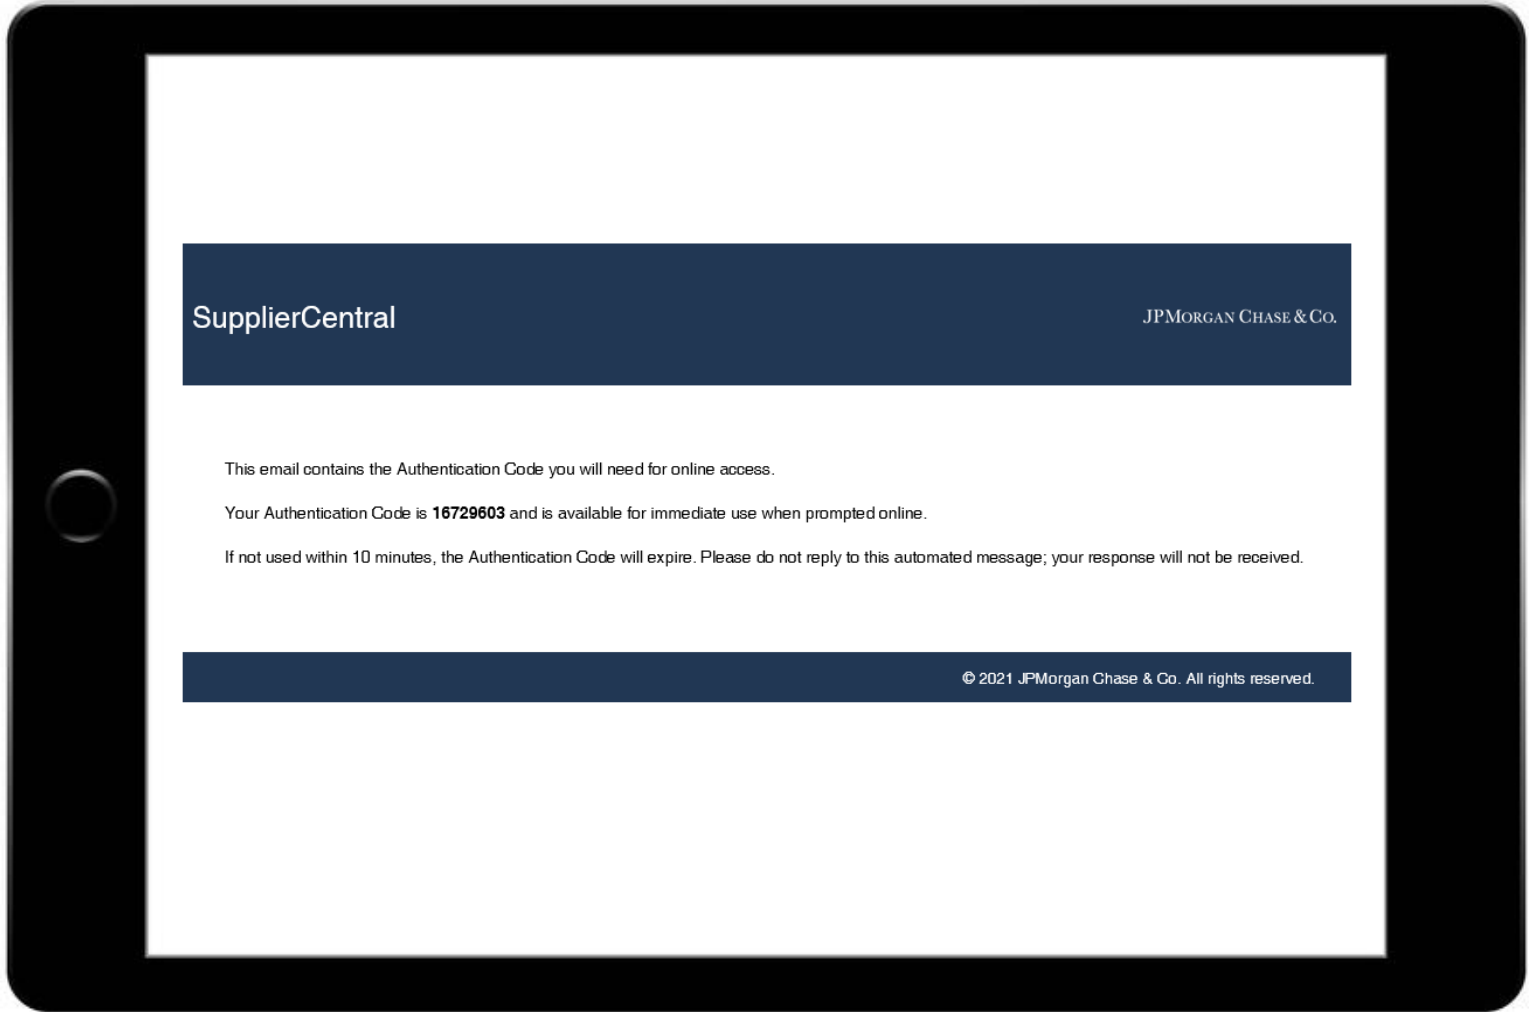 SupplierCentral
JPMORGAN CHASE & CO.
This email contains the Authentication Code you will need for online access.
Your Authentication Code is 16729603 and is available for immediate use when prompted online.
If not used within 10 minutes, the Authentication Code will expire. Please do not reply to this automated message; your response will not be received.
© 2021 JPMorgan Chase & Co. All rights reserved.